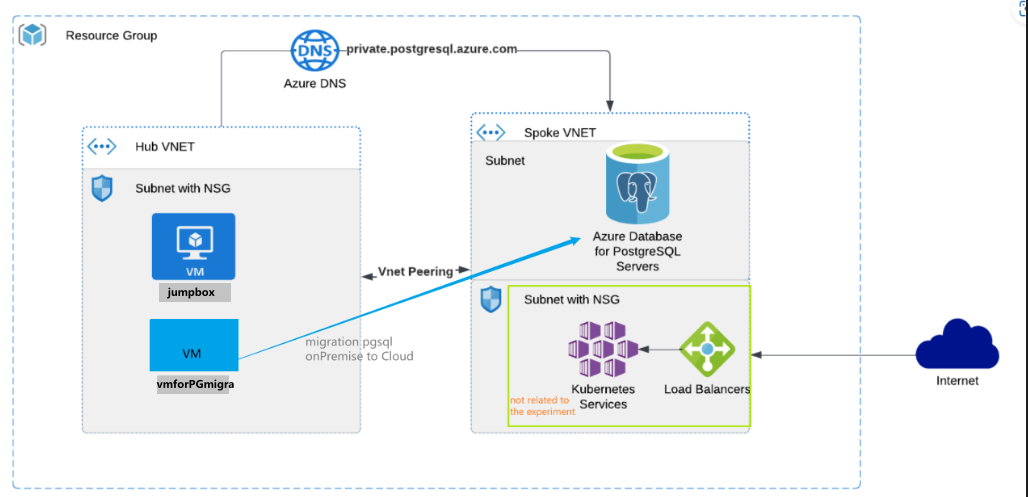 Resource Group
DNS
private.postgresql.azure.com
Azure DNS
Hub VNET
Subnet with NSG
VM
jumpbox
VM
vmforPGmigra
Vnet Peering
migration pgsql
onPremise to Cloud
Spoke VNET
Subnet
Azure Database
for PostgreSQL
Servers
Subnet with NSG
Kubernetes
Services
Load Balancers
not related to
the experiment
Internet